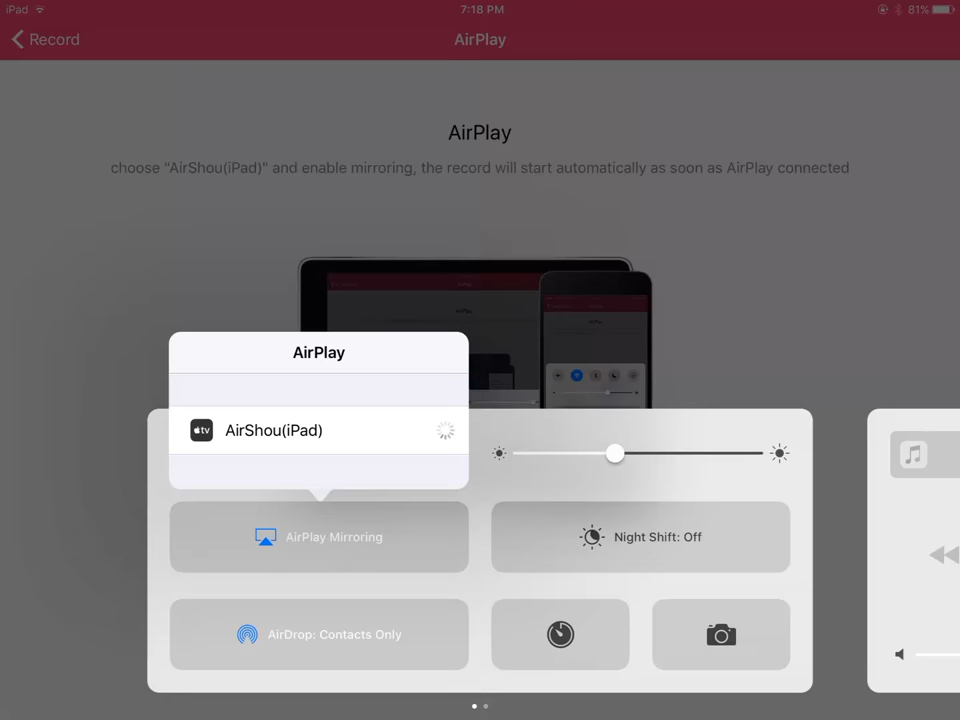 iPad
7:18 PM
81%
Record
AirPlay
AirPlay
choose "AirShou(iPad)" and enable mirroring, the record will start automatically as soon as AirPlay connected
AirPlay
tv
AirShou(iPad)
AirPlay Mirroring
Night Shift: Off
AirDrop: Contacts Only